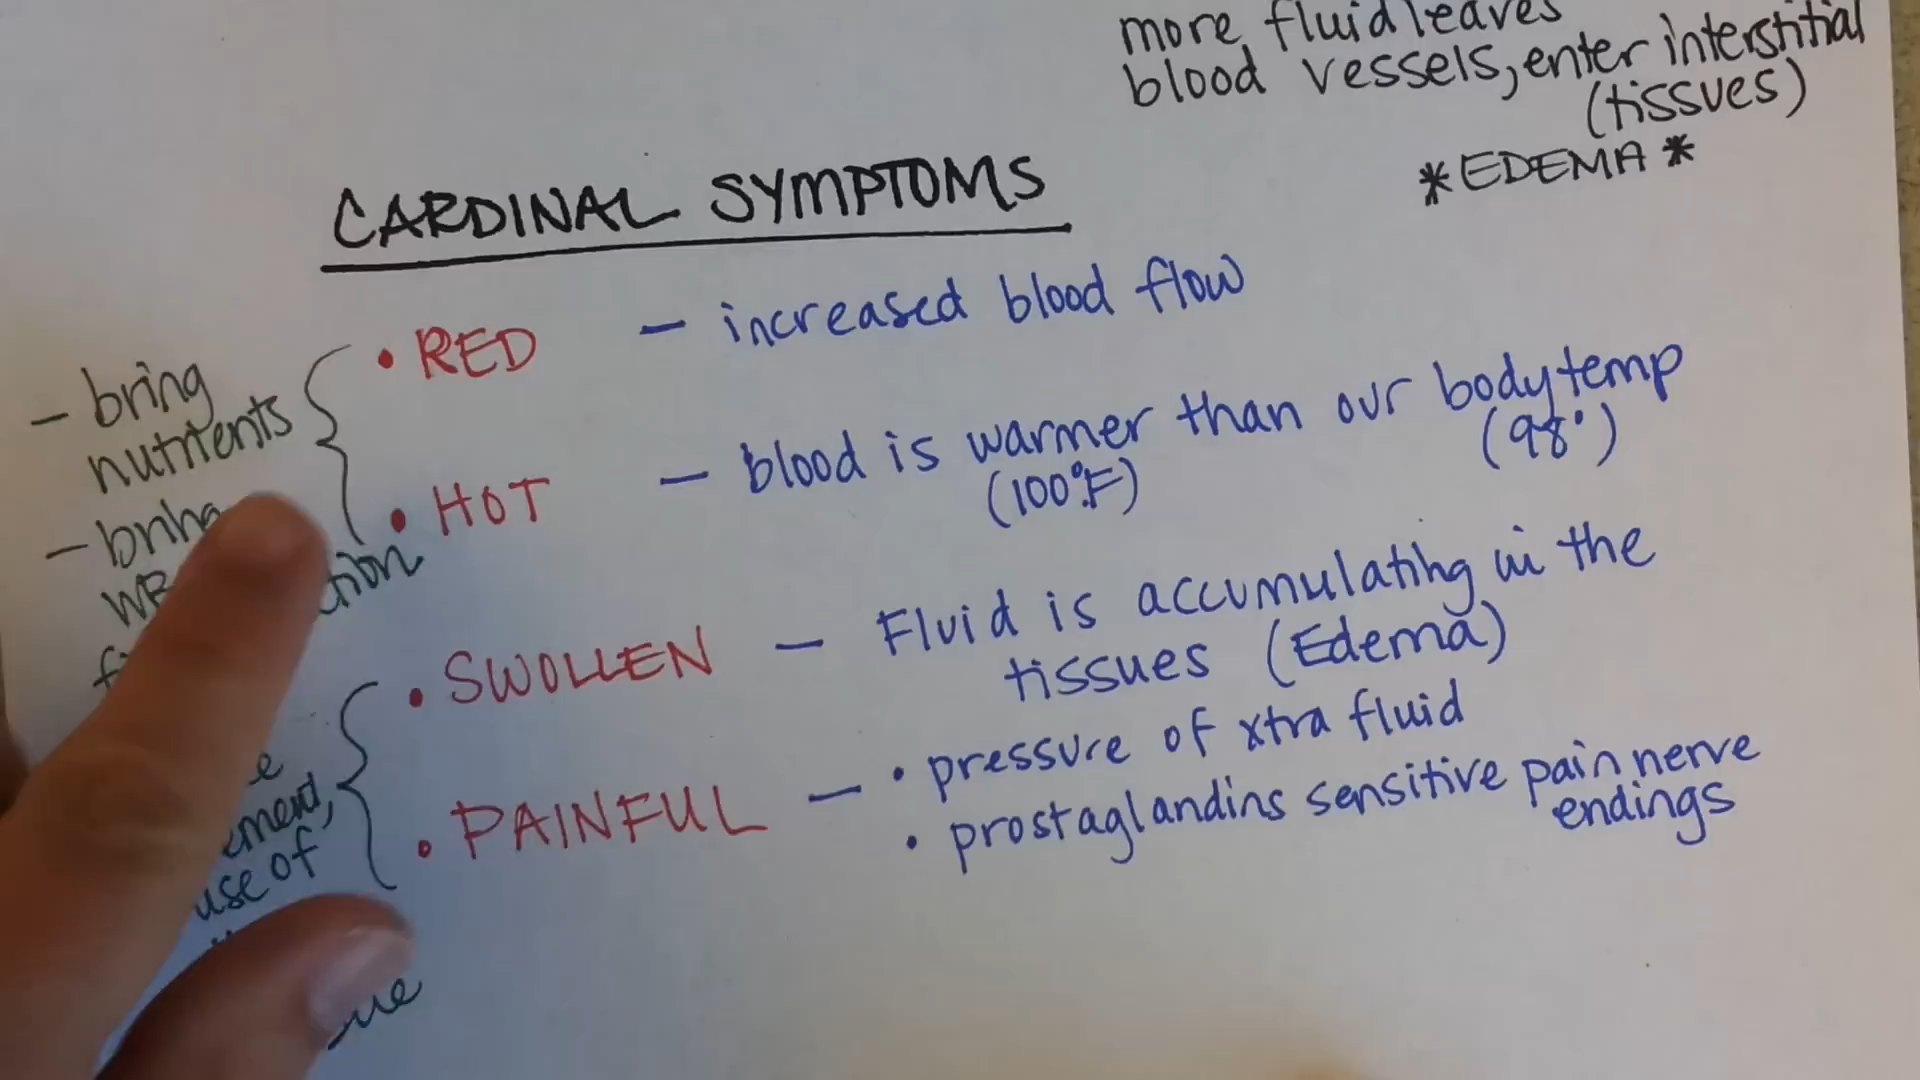 more fluid leaves
blood vessels, enter interstitial
(tissues)
*EDEMA*
CARDINAL SYMPTOMS
- bring
nutrients
• RED - increased blood flow
• HOT - blood is warmer than our body temp
(100°F) (98°)
• SWOLLEN - Fluid is accumulating in the
tissues (Edema)
• PAINFUL - • pressure of xtra fluid
• prostaglandins sensitive pain nerve
endings
use of